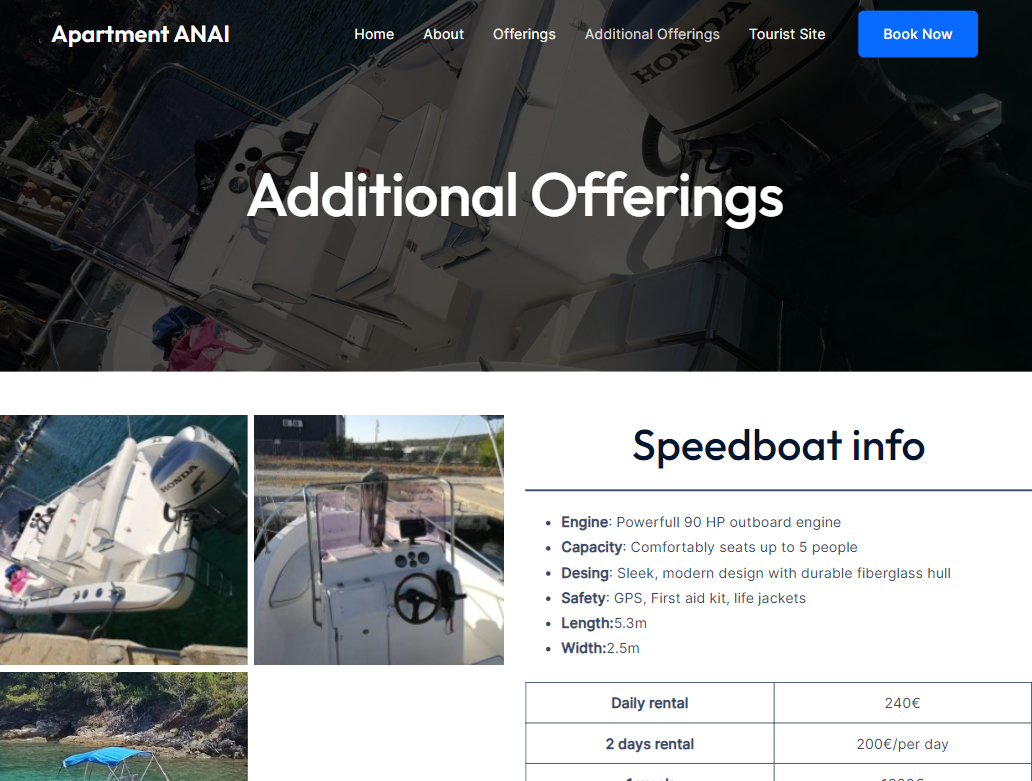 Apartment ANAI
Home About Offerings Additional Offerings Tourist Site Book Now
HONDA
Additional Offerings
HONDA
Speedboat info
Engine: Powerfull 90 HP outboard engine
Capacity: Comfortably seats up to 5 people
Desing: Sleek, modern design with durable fiberglass hull
Safety: GPS, First aid kit, life jackets
Length:5.3m
Width:2.5m
Daily rental 240€
2 days rental 200€/per day